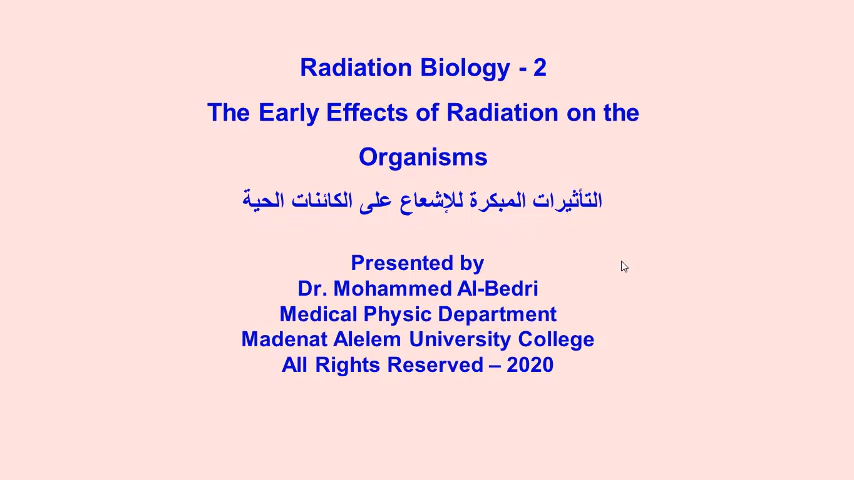 Radiation Biology - 2
The Early Effects of Radiation on the
Organisms
التأثيرات المبكرة للإشعاع على الكائنات الحية
Presented by
Dr. Mohammed Al-Bedri
Medical Physic Department
Madenat Alelem University College
All Rights Reserved – 2020